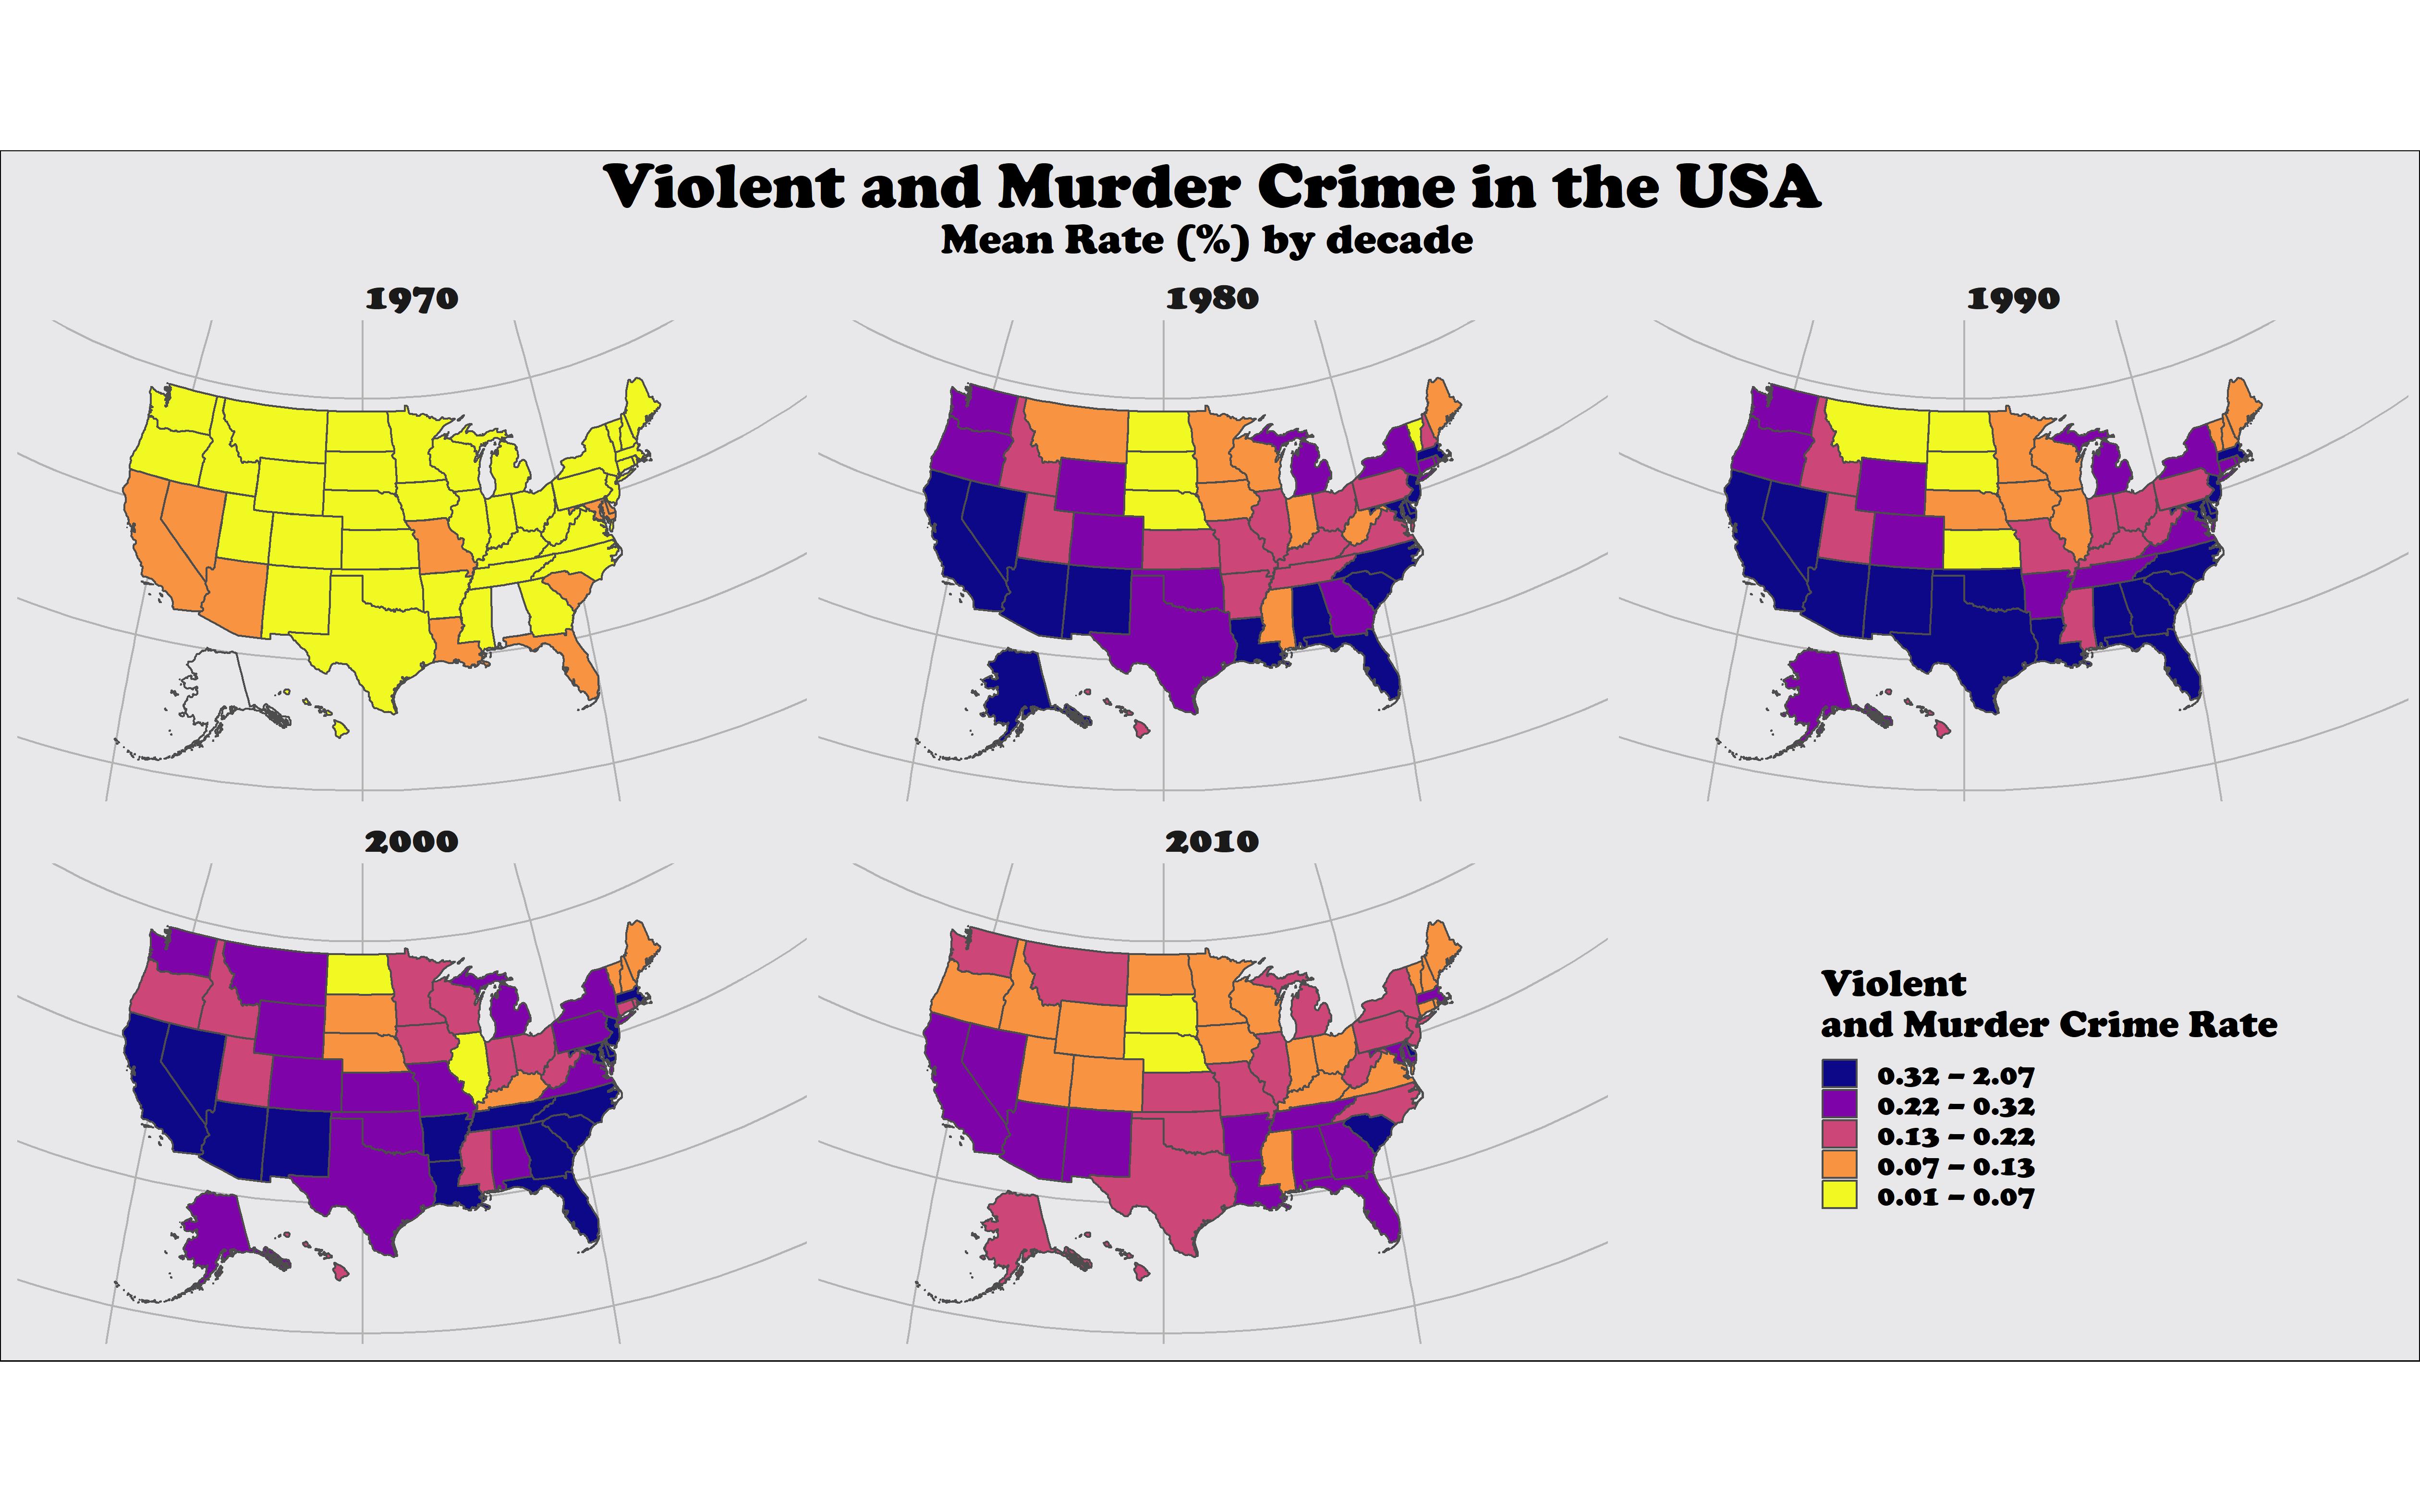 Violent and Murder Crime in the USA
Mean Rate (%) by decade
1970
1980
1990
2000
2010
Violent
and Murder Crime Rate
0.32 – 2.07
0.22 – 0.32
0.13 – 0.22
0.07 – 0.13
0.01 – 0.07